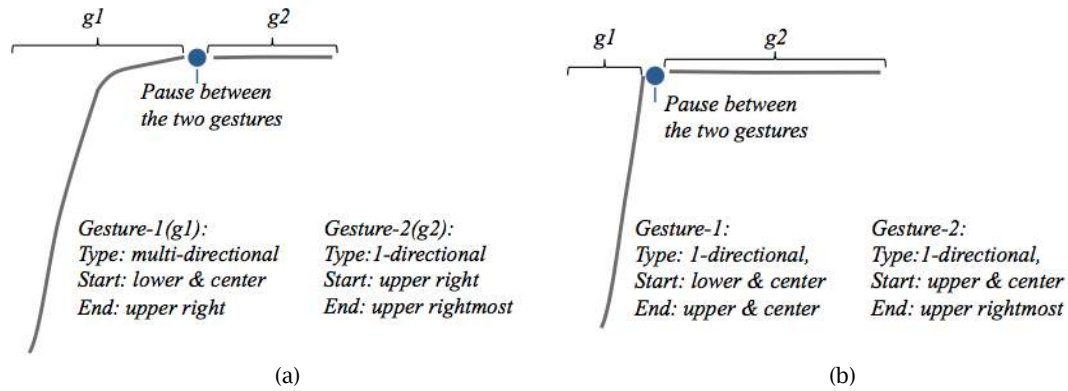 g1
g2
Pause between
the two gestures
Gesture-1(g1):
Type: multi-directional
Start: lower & center
End: upper right
Gesture-2(g2):
Type:1-directional
Start: upper right
End: upper rightmost
(a)
g1
g2
Pause between
the two gestures
Gesture-1:
Type: 1-directional,
Start: lower & center
End: upper & center
Gesture-2:
Type:1-directional,
Start: upper & center
End: upper rightmost
(b)